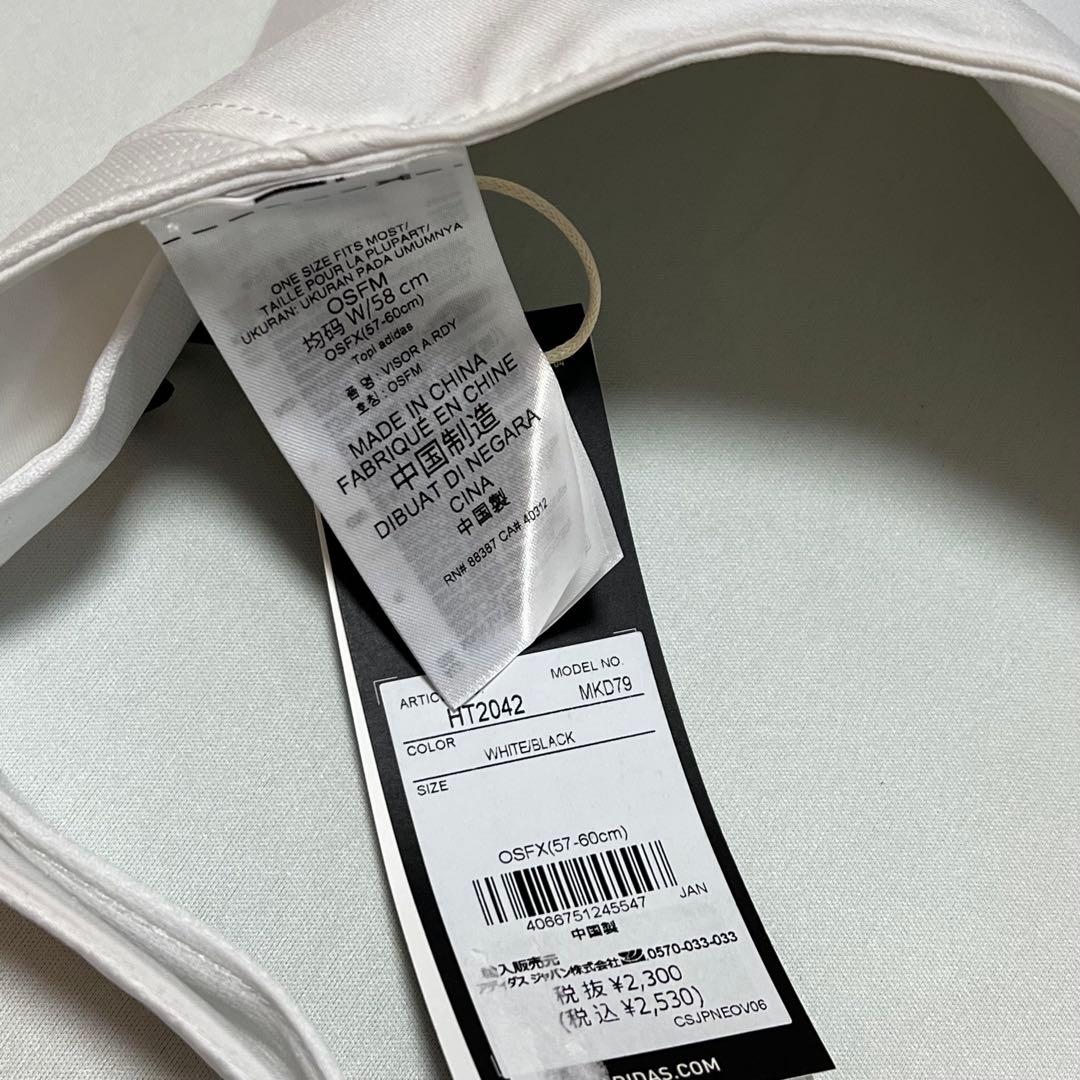 ONE SIZE FITS MOST/
TAILLE POUR LA PLUPART/
UKURAN: UKURAN PADA UMUMNYA
OSFM
均码 W/58 cm
OSFX(57-60cm)
Topi adidas
품 명 : VISOR A.RDY
호칭 : OSFM
MADE IN CHINA
FABRIQUÉ EN CHINE
中国制造
DIBUAT DI NEGARA
CINA
中国製
RN# 88387 CA# 40312
MODEL NO.
HT2042 MKD79
COLOR
WHITE/BLACK
SIZE
OSFX(57-60cm)
JAN
4066751245547
中国製
輸入販売元
アディダス ジャパン株式会社 0570-033-033
税抜 ¥2,300
(税込 ¥2,530)
CSJPNEOV06